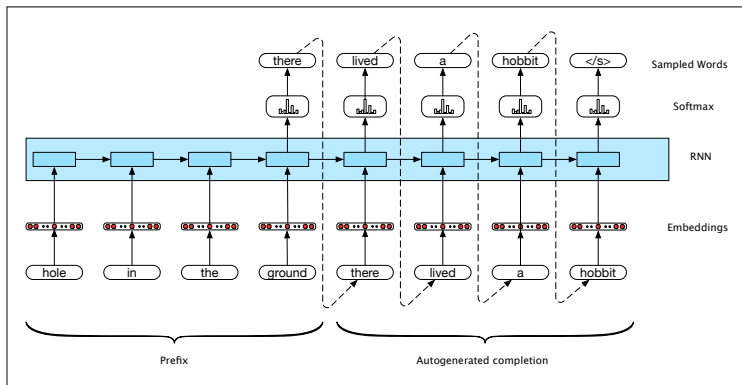 there lived a hobbit </s> Sampled Words
Softmax
RNN
Embeddings
hole in the ground there lived a hobbit
Prefix Autogenerated completion